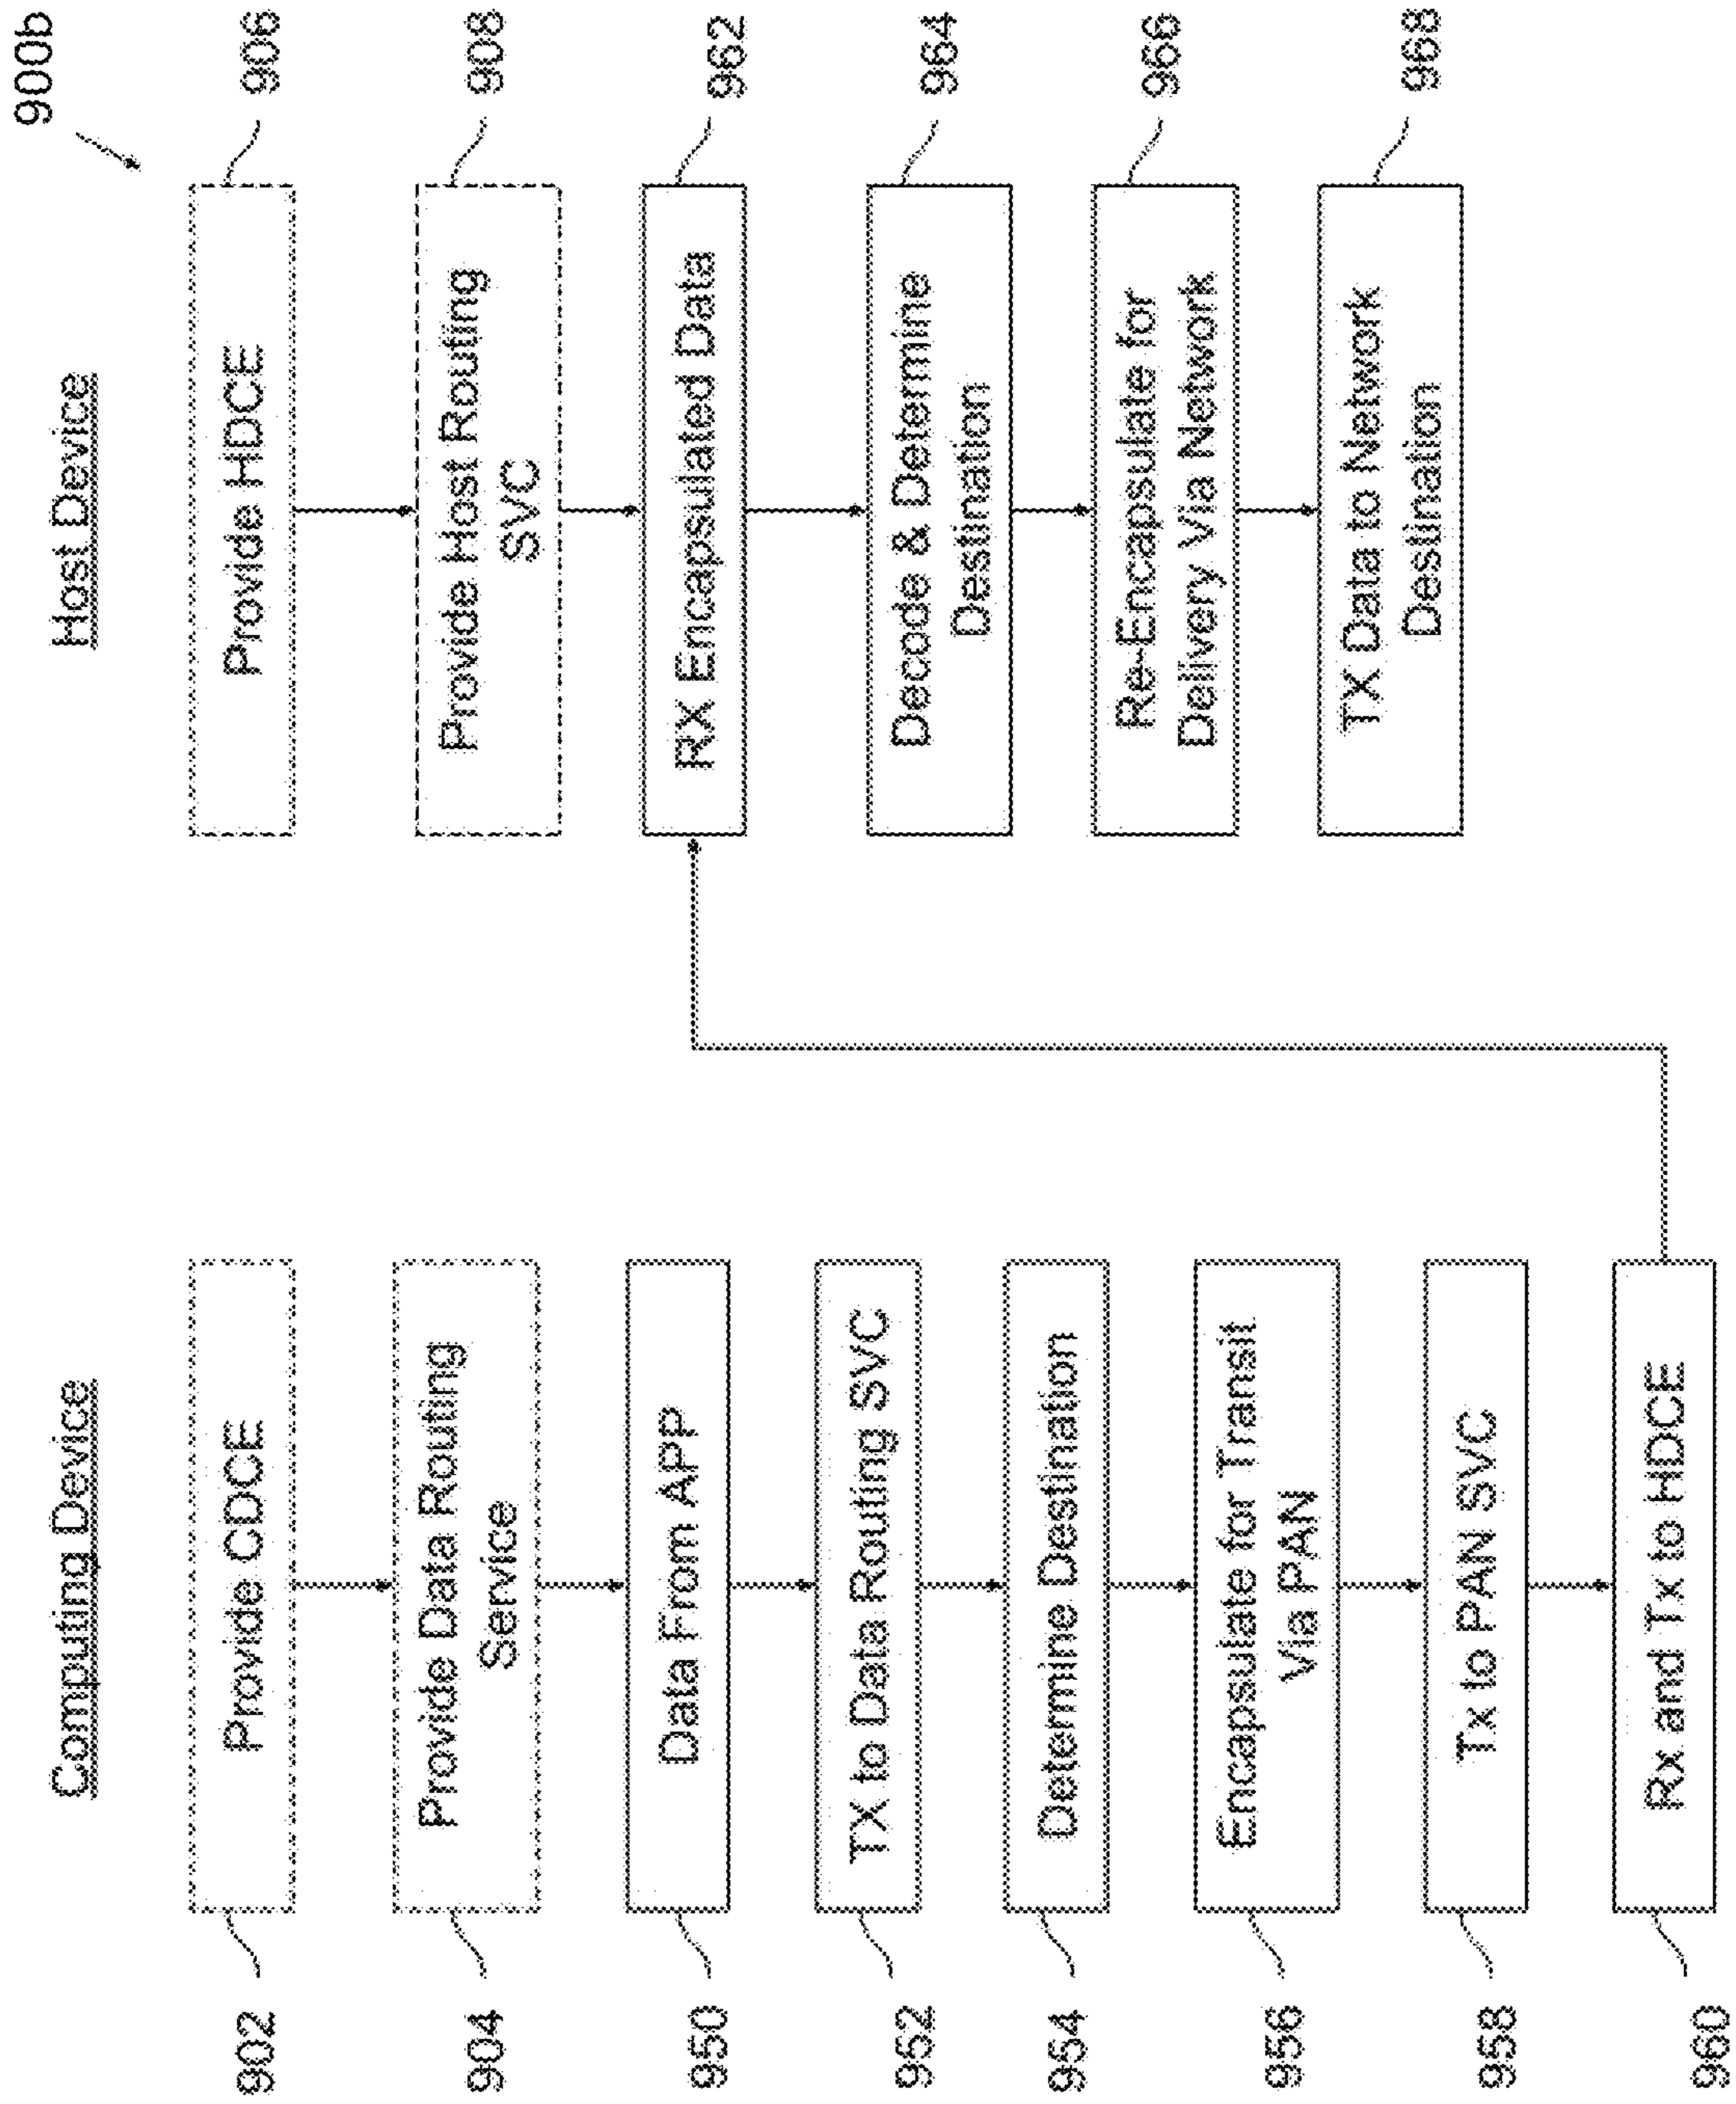 900b
Computing Device
902
Provide CDCE
904
Provide Data Routing
Service
950
Data From APP
952
TX to Data Routing SVC
954
Determine Destination
956
Encapsulate for Transit
Via PAN
958
Tx to PAN SVC
960
Rx and Tx to HDCE
Host Device
Provide HDCE
906
Provide Host Routing
SVC
908
RX Encapsulated Data
962
Decode & Determine
Destination
964
Re-Encapsulate for
Delivery Via Network
966
TX Data to Network
Destination
968